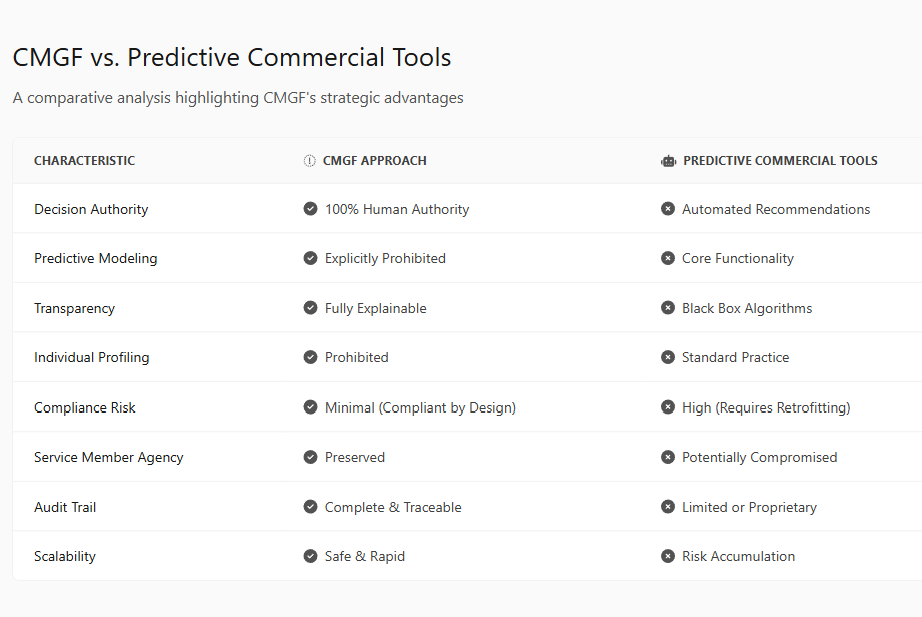 CMGF vs. Predictive Commercial Tools
A comparative analysis highlighting CMGF's strategic advantages
CHARACTERISTIC CMGF APPROACH PREDICTIVE COMMERCIAL TOOLS
Decision Authority 100% Human Authority Automated Recommendations
Predictive Modeling Explicitly Prohibited Core Functionality
Transparency Fully Explainable Black Box Algorithms
Individual Profiling Prohibited Standard Practice
Compliance Risk Minimal (Compliant by Design) High (Requires Retrofitting)
Service Member Agency Preserved Potentially Compromised
Audit Trail Complete & Traceable Limited or Proprietary
Scalability Safe & Rapid Risk Accumulation